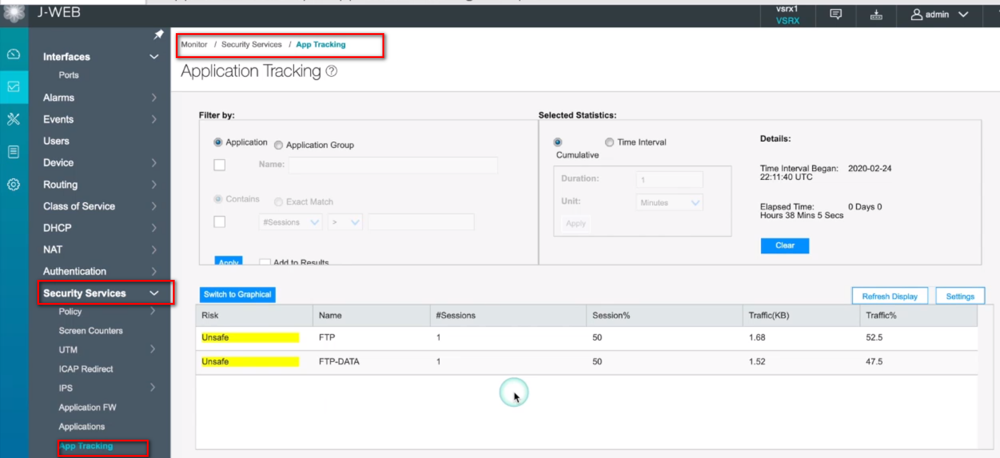 J-WEB
vsrx1
VSRX
admin
Interfaces
Ports
Alarms
Events
Users
Device
Routing
Class of Service
DHCP
NAT
Authentication
Security Services
Policy
Screen Counters
UTM
ICAP Redirect
IPS
Application FW
Applications
App Tracking
Monitor / Security Services / App Tracking
Application Tracking ?
Filter by:
Application Application Group
Name:
Contains Exact Match
#Sessions >
Apply Add to Results
Selected Statistics:
Time Interval
Cumulative
Duration: 1
Unit: Minutes
Apply
Details:
Time Interval Began: 2020-02-24
22:11:40 UTC
Elapsed Time: 0 Days 0
Hours 38 Mins 5 Secs
Clear
Switch to Graphical Refresh Display Settings
Risk Name #Sessions Session% Traffic(KB) Traffic%
Unsafe FTP 1 50 1.68 52.5
Unsafe FTP-DATA 1 50 1.52 47.5